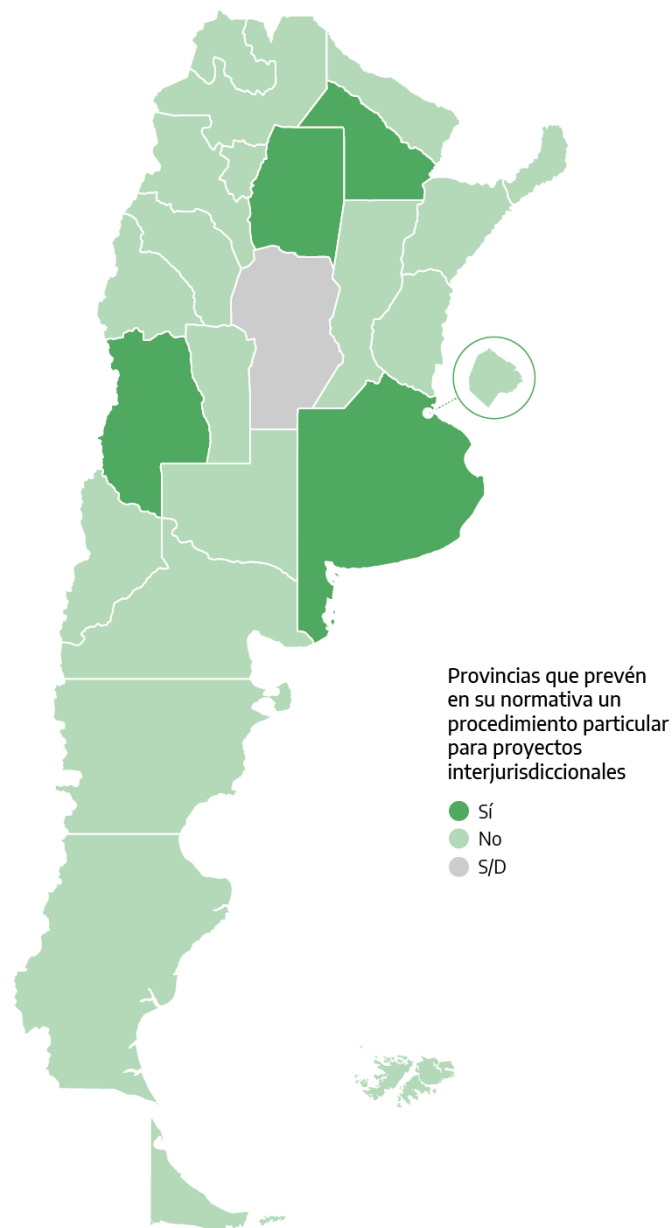 Provincias que prevén
en su normativa un
procedimiento particular
para proyectos
interjurisdiccionales
Sí
No
S/D